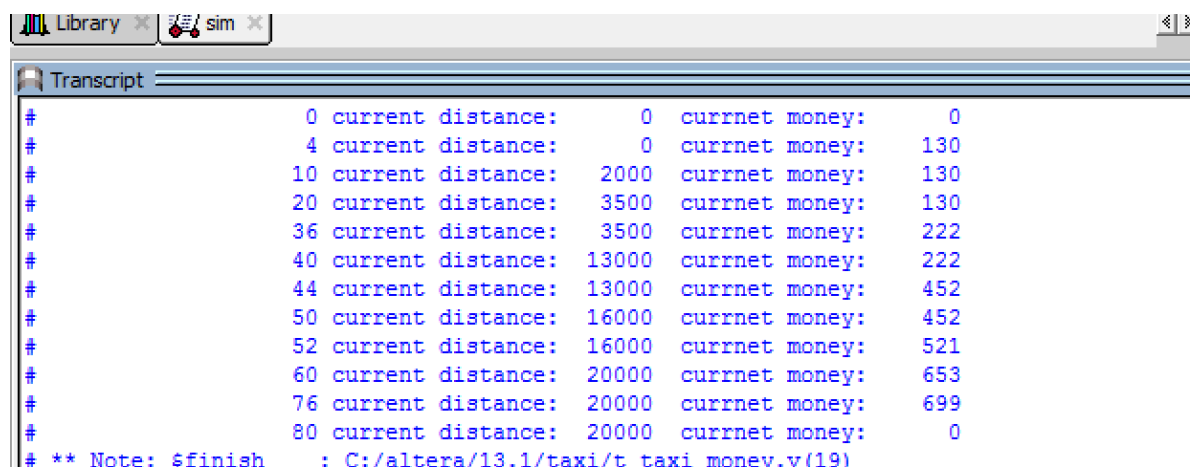 Library sim
Transcript
# 0 current distance: 0 currnet money: 0
# 4 current distance: 0 currnet money: 130
# 10 current distance: 2000 currnet money: 130
# 20 current distance: 3500 currnet money: 130
# 36 current distance: 3500 currnet money: 222
# 40 current distance: 13000 currnet money: 222
# 44 current distance: 13000 currnet money: 452
# 50 current distance: 16000 currnet money: 452
# 52 current distance: 16000 currnet money: 521
# 60 current distance: 20000 currnet money: 653
# 76 current distance: 20000 currnet money: 699
# 80 current distance: 20000 currnet money: 0
# ** Note: $finish : C:/altera/13.1/taxi/t_taxi_money.v(19)